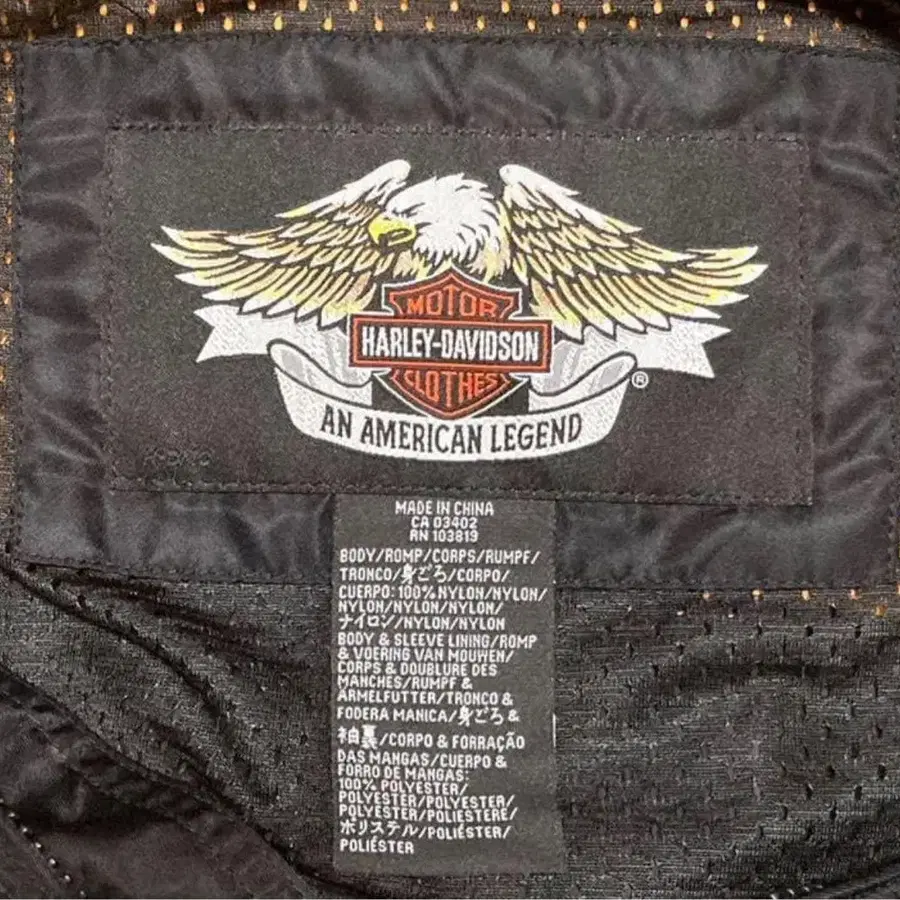 MOTOR
HARLEY-DAVIDSON
CLOTHES
®
AN AMERICAN LEGEND
MADE IN CHINA
CA 03402
RN 103819
BODY/ROMP/CORPS/RUMPF/
TRONCO/身ごろ/CORPO/
CUERPO: 100% NYLON/NYLON/
NYLON/NYLON/NYLON/
ナイロン/NYLON/NYLON
BODY & SLEEVE LINING/ROMP
& VOERING VAN MOUWEN/
CORPS & DOUBLURE DES
MANCHES/RUMPF &
ÄRMELFUTTER/TRONCO &
FODERA MANICA/身ごろ &
袖裏/CORPO & FORRAÇÃO
DAS MANGAS/CUERPO &
FORRO DE MANGAS:
100% POLYESTER/
POLYESTER/POLYESTER/
POLYESTER/POLIESTERE/
ポリステル/POLIÉSTER/
POLIÉSTER